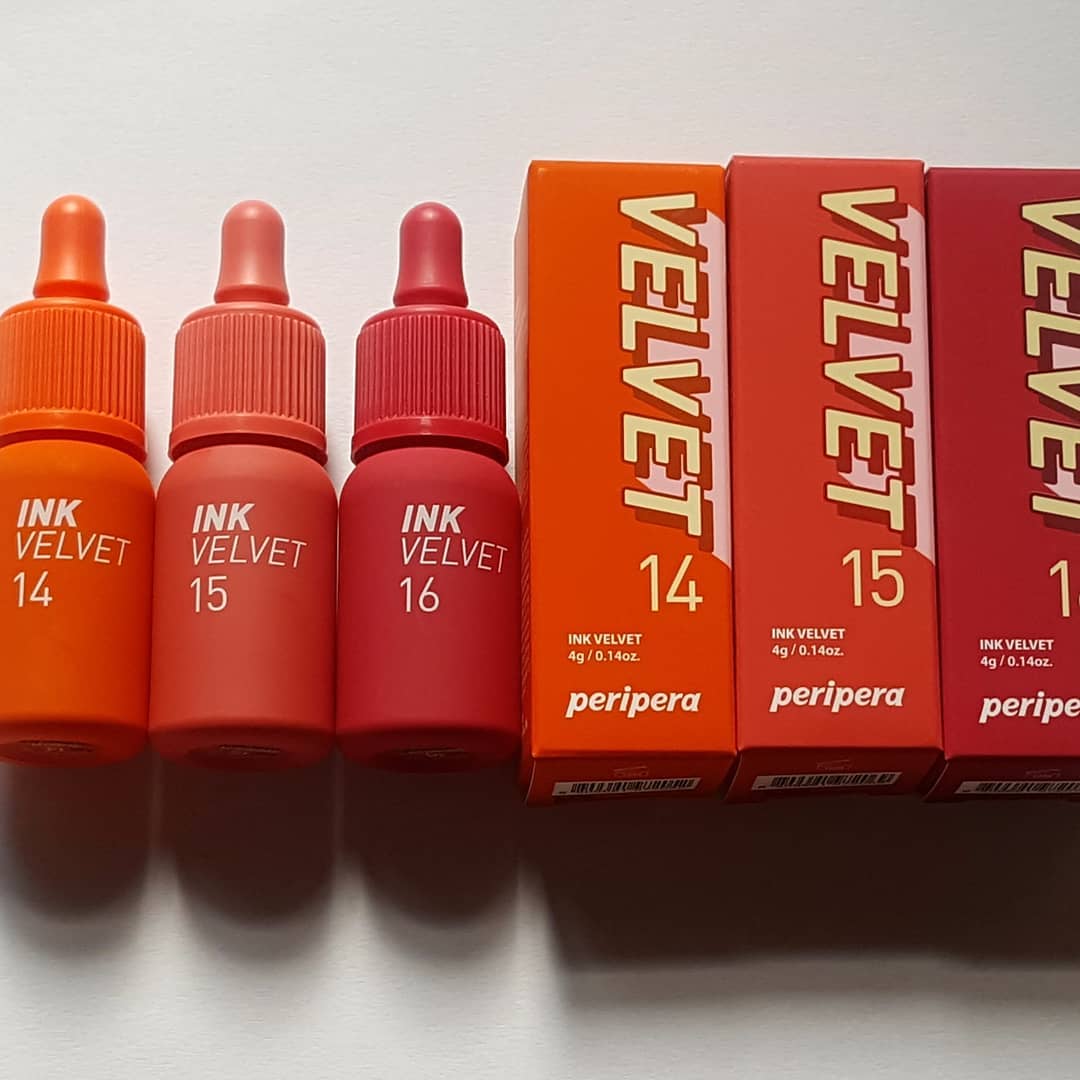 INK
VELVET
14
INK
VELVET
15
INK
VELVET
16
VELVET
14
INK VELVET
4g / 0.14oz.
peripera
VELVET
15
INK VELVET
4g / 0.14oz.
peripera
VELVET
INK VELVET
4g / 0.14oz.